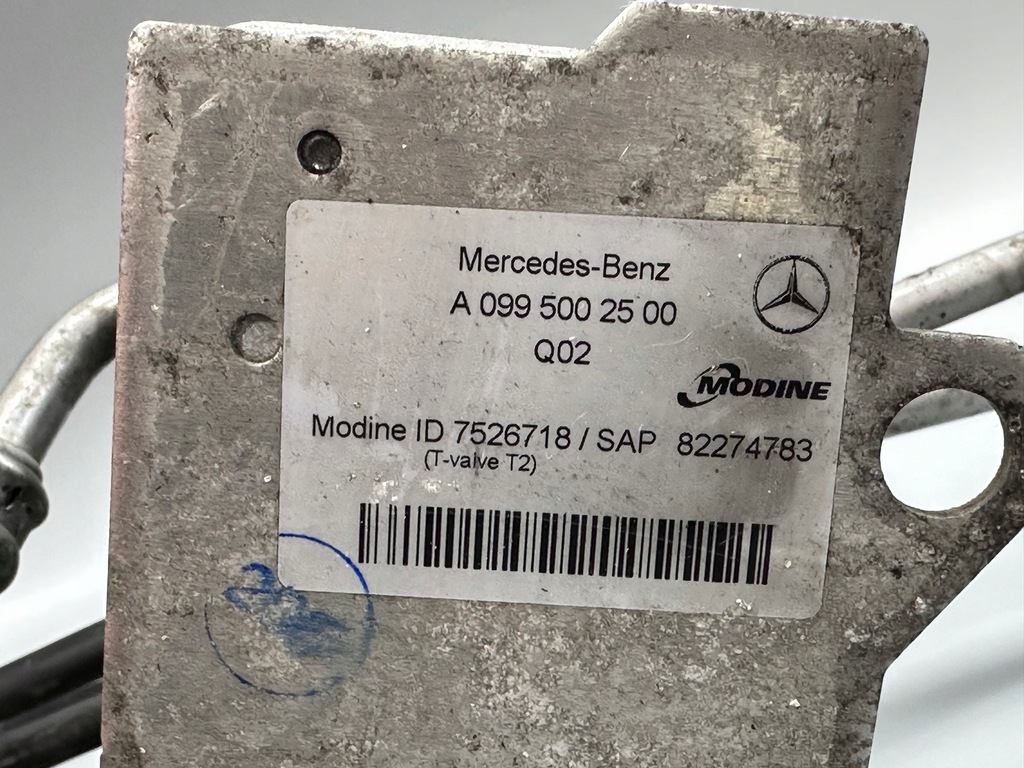 Mercedes-Benz
A 099 500 25 00
Q02
MODINE
Modine ID 7526718 / SAP 82274783
(T-valve T2)